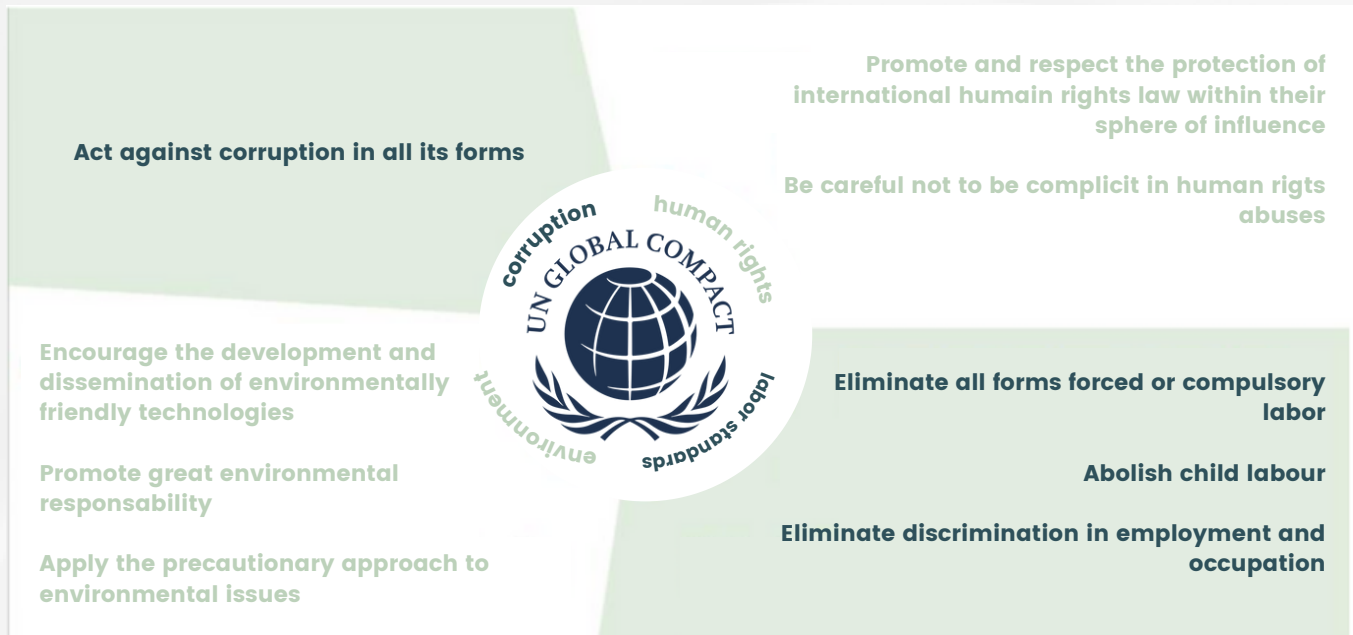 Act against corruption in all its forms
Promote and respect the protection of
international humain rights law within their
sphere of influence
Be careful not to be complicit in human rigts
abuses
corruption
human rights
UN GLOBAL COMPACT
environment
labor standards
Encourage the development and
dissemination of environmentally
friendly technologies
Promote great environmental
responsability
Apply the precautionary approach to
environmental issues
Eliminate all forms forced or compulsory
labor
Abolish child labour
Eliminate discrimination in employment and
occupation